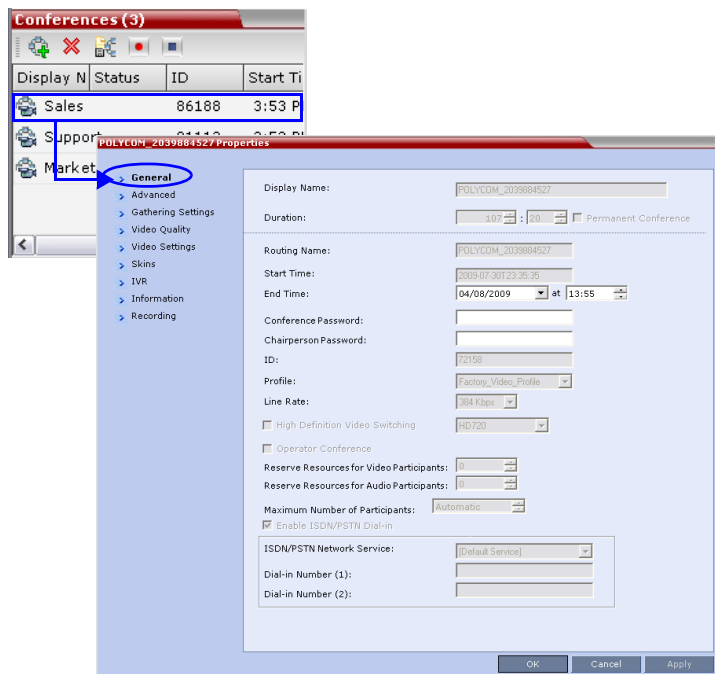 Conferences (3)
Display N Status ID Start Ti
Sales 86188 3:53 P
Suppor
Market
POLYCOM_2039884527 Properties
General
Advanced
Gathering Settings
Video Quality
Video Settings
Skins
IVR
Information
Recording
Display Name: POLYCOM_2039884527
Duration: 107 : 20 Permanent Conference
Routing Name: POLYCOM_2039884527
Start Time: 2009-07-30T23:35:35
End Time: 04/08/2009 at 13:55
Conference Password:
Chairperson Password:
ID: 72158
Profile: Factory_Video_Profile
Line Rate: 384 Kbps
High Definition Video Switching HD720
Operator Conference
Reserve Resources for Video Participants: 0
Reserve Resources for Audio Participants: 0
Maximum Number of Participants: Automatic
Enable ISDN/PSTN Dial-in
ISDN/PSTN Network Service: [Default Service]
Dial-in Number (1):
Dial-in Number (2):
OK Cancel Apply